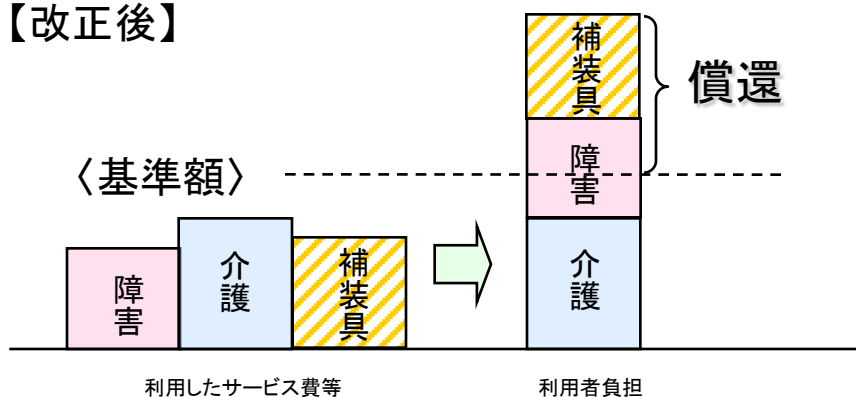 【改正後】
補装具
償還
障害
〈基準額〉
障害
介護
補装具
介護
利用したサービス費等
利用者負担